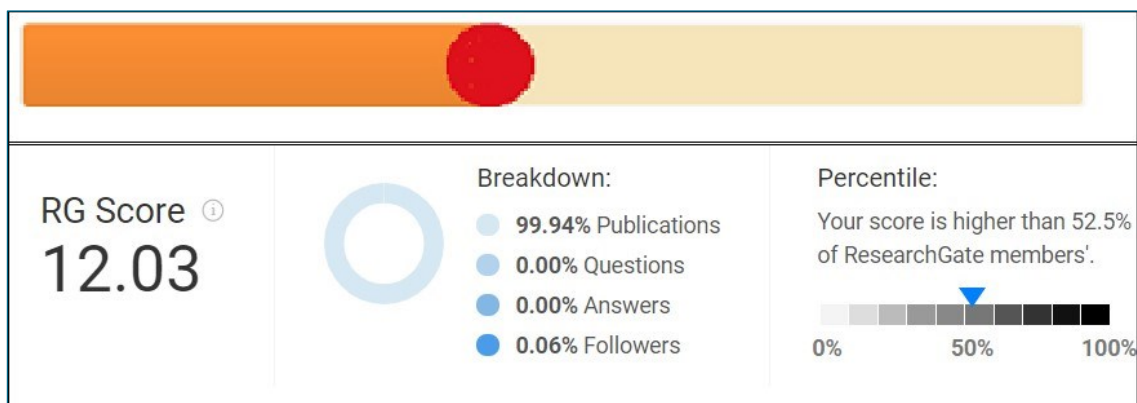 RG Score
12.03
Breakdown:
99.94% Publications
0.00% Questions
0.00% Answers
0.06% Followers
Percentile:
Your score is higher than 52.5%
of ResearchGate members'.
0% 50% 100%